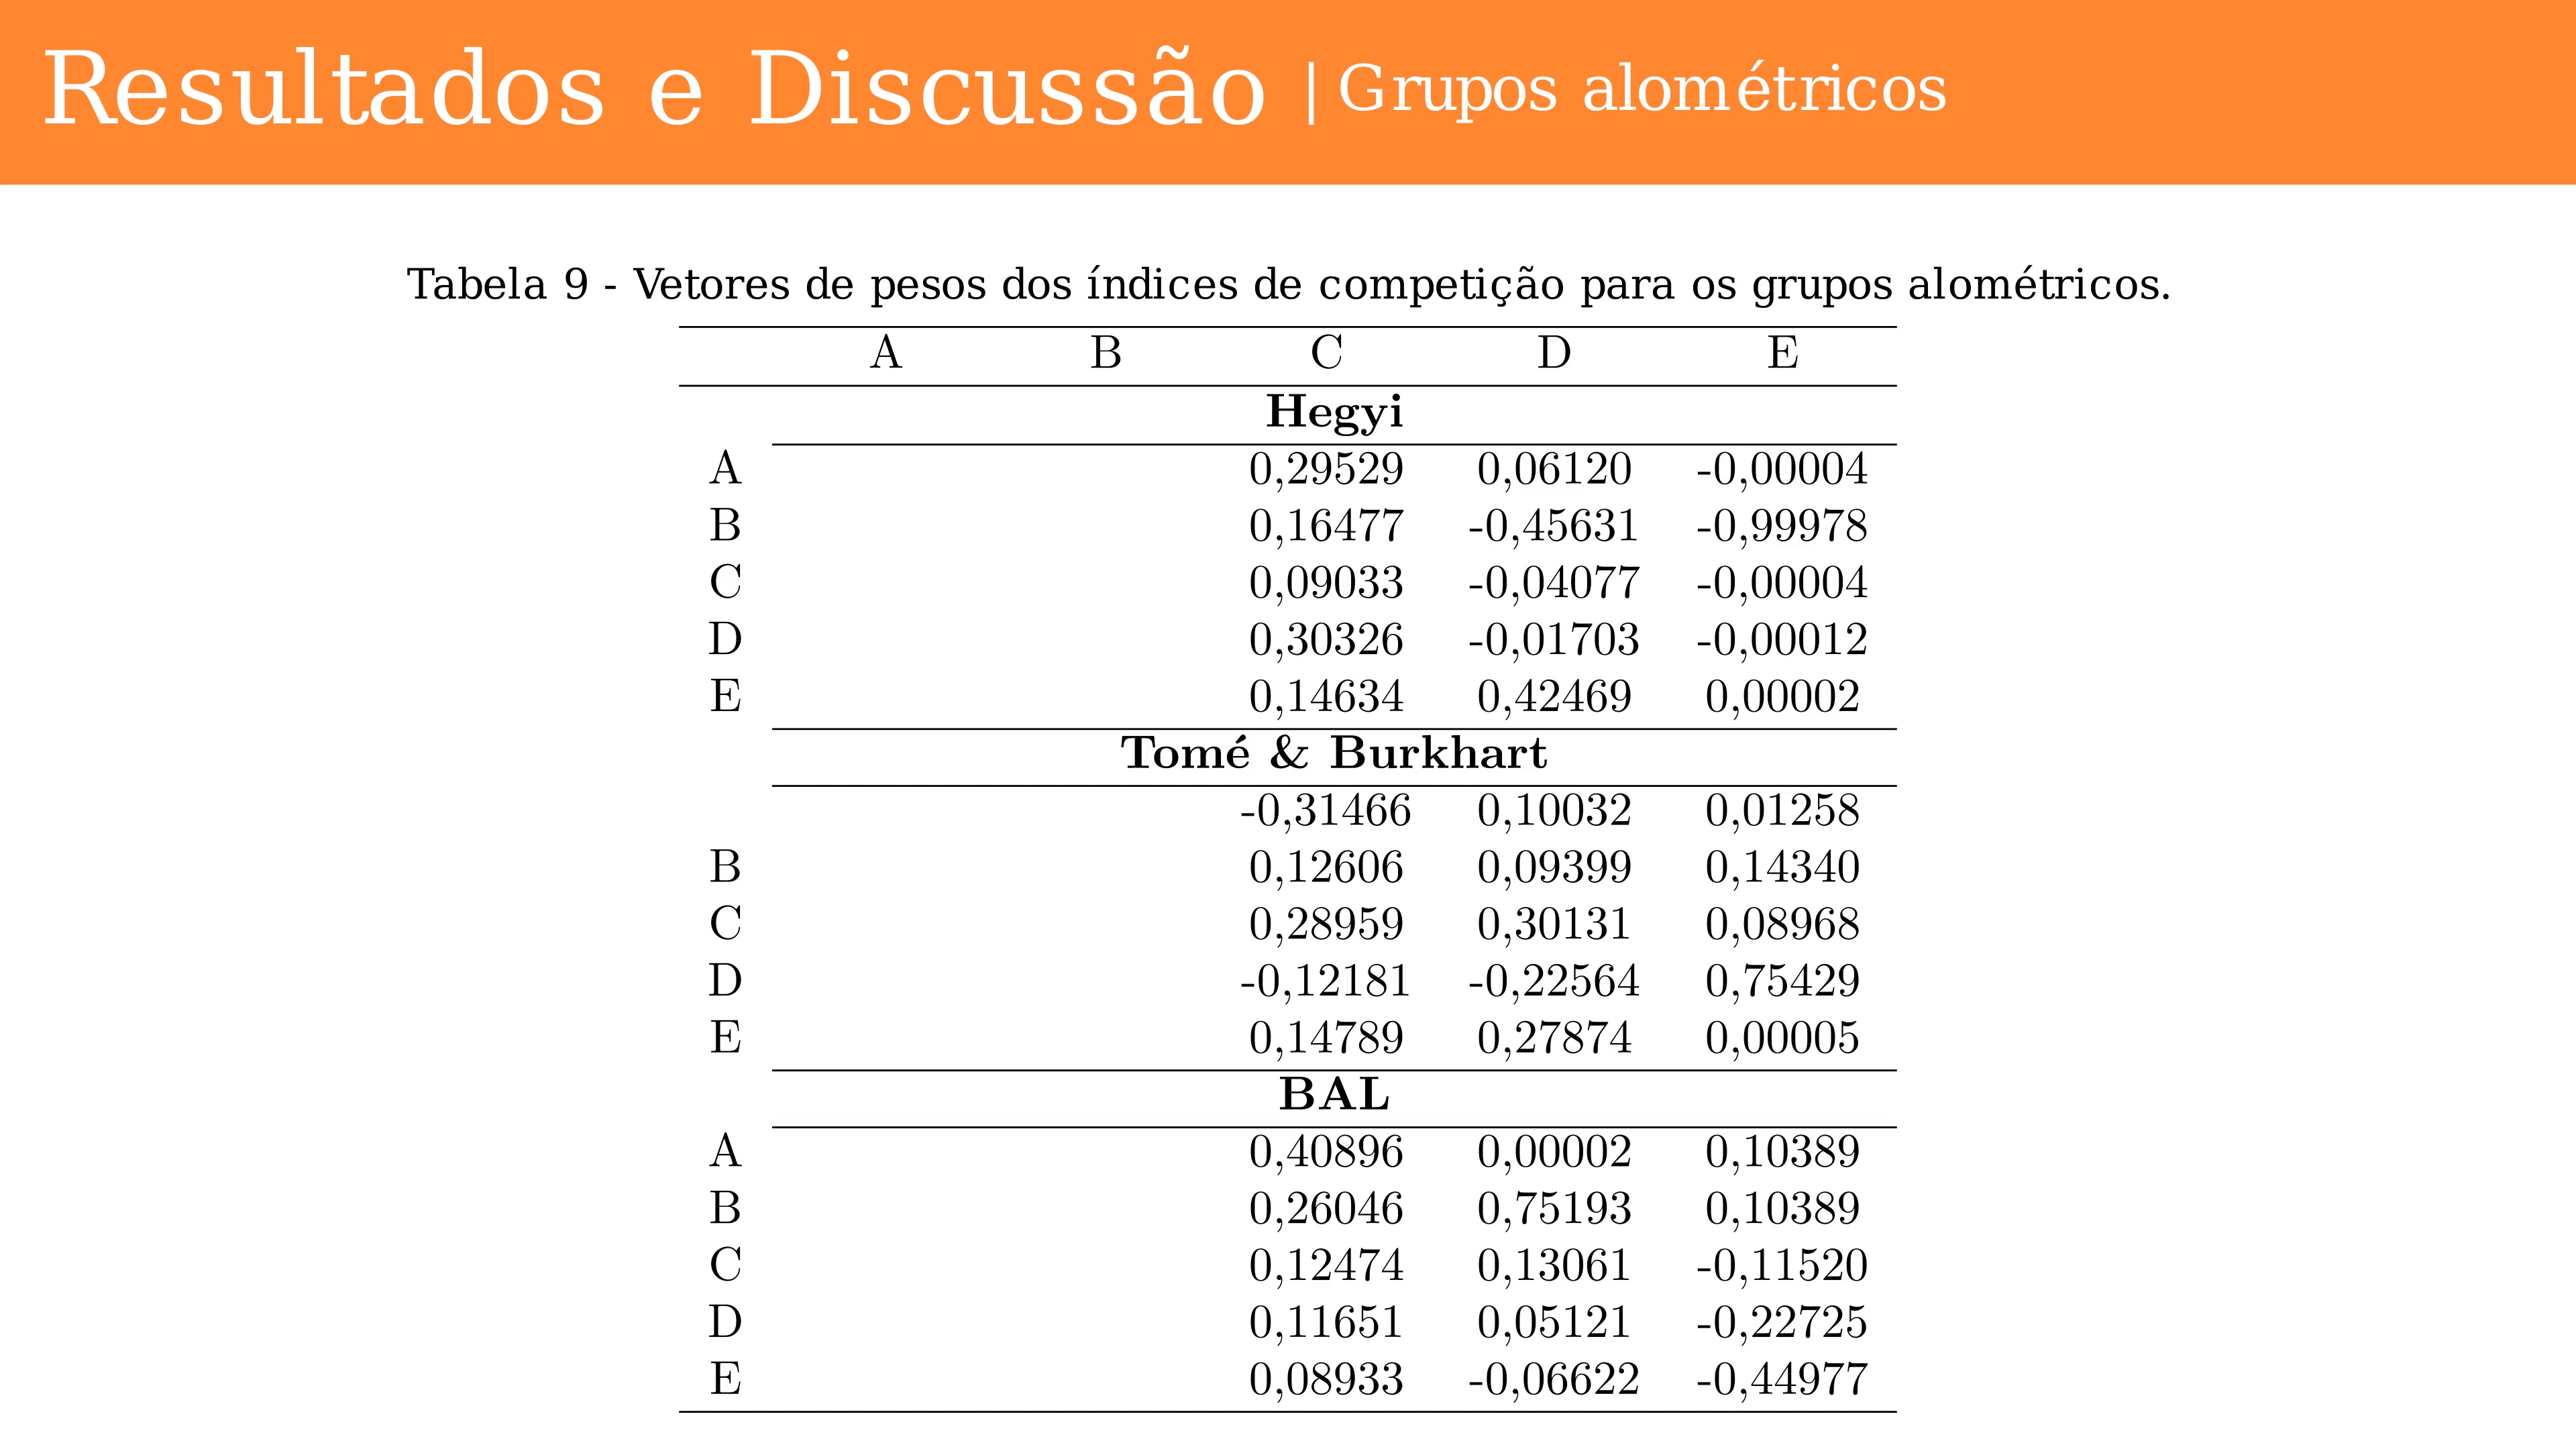 Resultados e Discussão | Grupos alométricos
Tabela 9 - Vetores de pesos dos índices de competição para os grupos alométricos.
A B C D E
Hegyi
A 0,29529 0,06120 -0,00004
B 0,16477 -0,45631 -0,99978
C 0,09033 -0,04077 -0,00004
D 0,30326 -0,01703 -0,00012
E 0,14634 0,42469 0,00002
Tomé & Burkhart
-0,31466 0,10032 0,01258
B 0,12606 0,09399 0,14340
C 0,28959 0,30131 0,08968
D -0,12181 -0,22564 0,75429
E 0,14789 0,27874 0,00005
BAL
A 0,40896 0,00002 0,10389
B 0,26046 0,75193 0,10389
C 0,12474 0,13061 -0,11520
D 0,11651 0,05121 -0,22725
E 0,08933 -0,06622 -0,44977